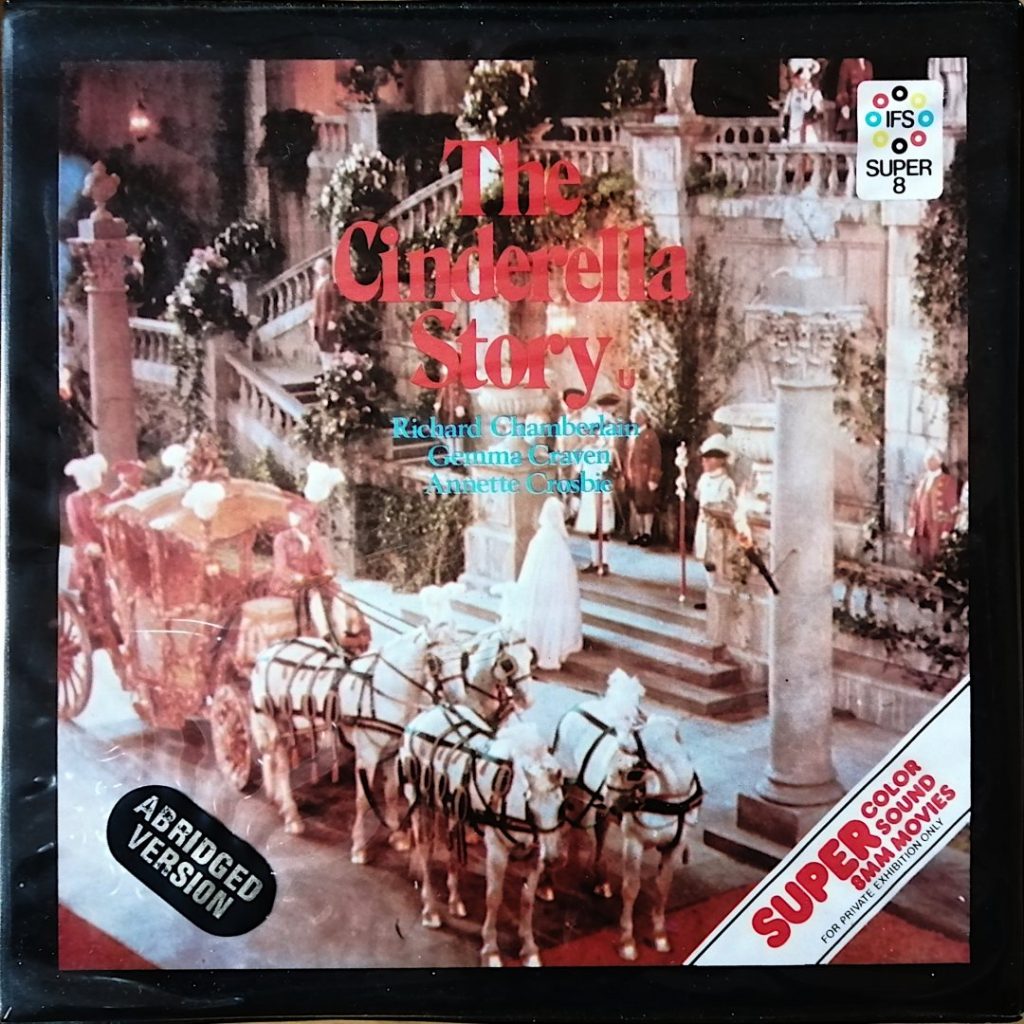 IFS
SUPER
8
The
Cinderella
Story
U
Richard Chamberlain
Gemma Craven
Annette Crosbie
ABRIDGED
VERSION
SUPER
COLOR
SOUND
8MM MOVIES
FOR PRIVATE EXHIBITION ONLY